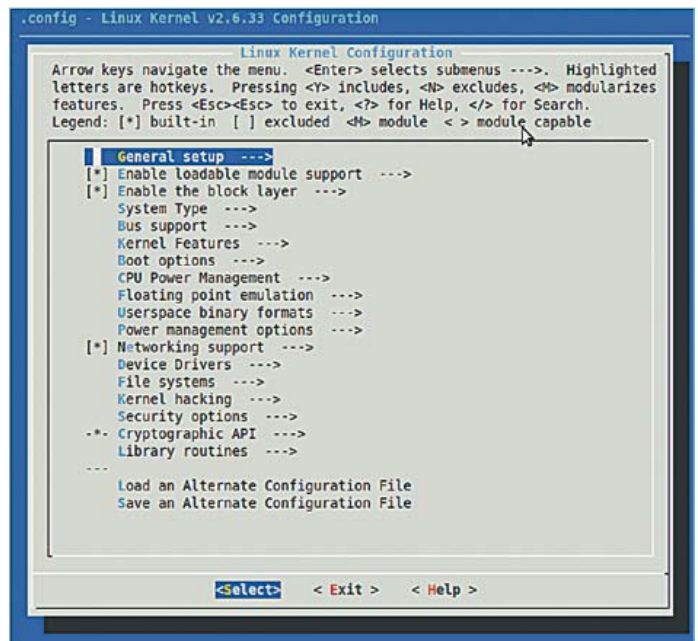 .config - Linux Kernel v2.6.33 Configuration
Linux Kernel Configuration
Arrow keys navigate the menu. <Enter> selects submenus --->. Highlighted
letters are hotkeys. Pressing <Y> includes, <N> excludes, <M> modularizes
features. Press <Esc><Esc> to exit, <?> for Help, </> for Search.
Legend: [*] built-in [ ] excluded <M> module < > module capable
General setup --->
[*] Enable loadable module support --->
[*] Enable the block layer --->
System Type --->
Bus support --->
Kernel Features --->
Boot options --->
CPU Power Management --->
Floating point emulation --->
Userspace binary formats --->
Power management options --->
[*] Networking support --->
Device Drivers --->
File systems --->
Kernel hacking --->
Security options --->
-*- Cryptographic API --->
Library routines --->
---
Load an Alternate Configuration File
Save an Alternate Configuration File
<Select> < Exit > < Help >